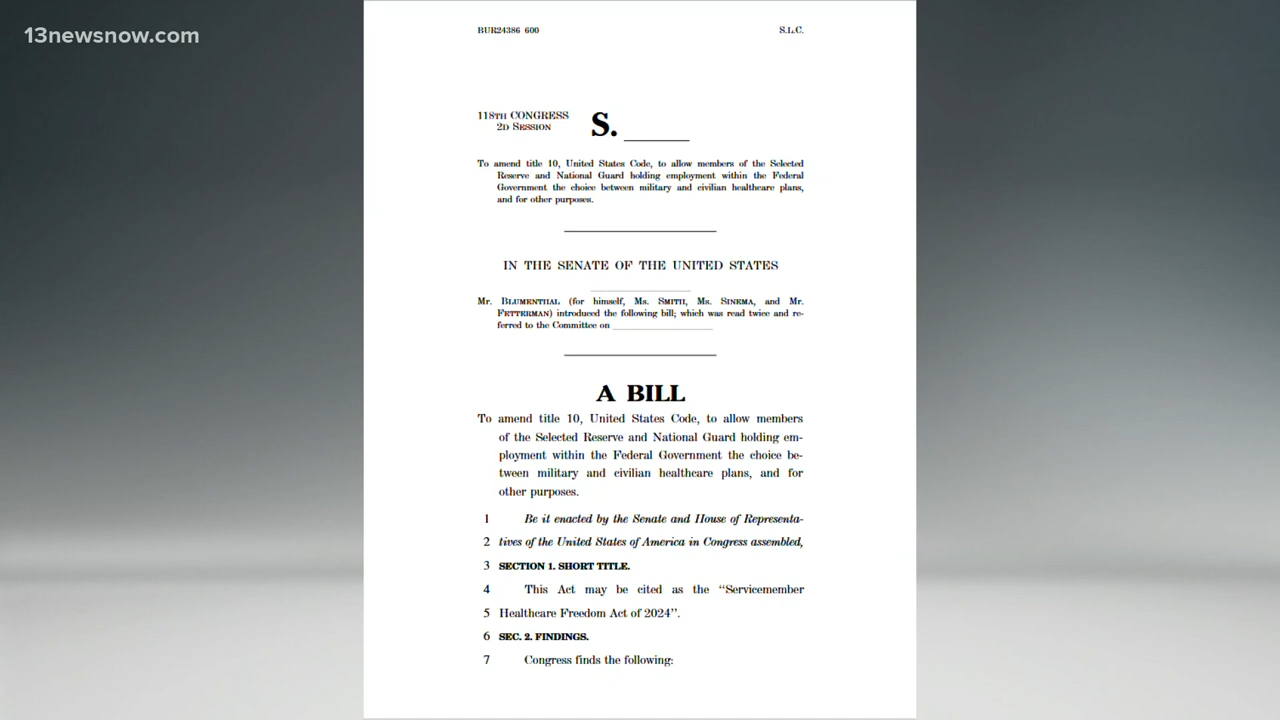 13newsnow.com
BUR24386 600 S.L.C.
118TH CONGRESS
2D SESSION
S.
To amend title 10, United States Code, to allow members of the Selected
Reserve and National Guard holding employment within the Federal
Government the choice between military and civilian healthcare plans,
and for other purposes.
IN THE SENATE OF THE UNITED STATES
Mr. BLUMENTHAL (for himself, Ms. SMITH, Ms. SINEMA, and Mr.
FETTERMAN) introduced the following bill; which was read twice and re-
ferred to the Committee on
A BILL
To amend title 10, United States Code, to allow members
of the Selected Reserve and National Guard holding em-
ployment within the Federal Government the choice be-
tween military and civilian healthcare plans, and for
other purposes.
1 Be it enacted by the Senate and House of Representa-
2 tives of the United States of America in Congress assembled,
3 SECTION 1. SHORT TITLE.
4 This Act may be cited as the ‘‘Servicemember
5 Healthcare Freedom Act of 2024’’.
6 SEC. 2. FINDINGS.
7 Congress finds the following: